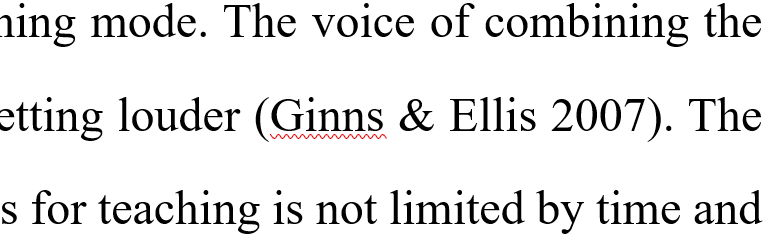 ning mode. The voice of combining the
etting louder (Ginns & Ellis 2007). The
s for teaching is not limited by time and